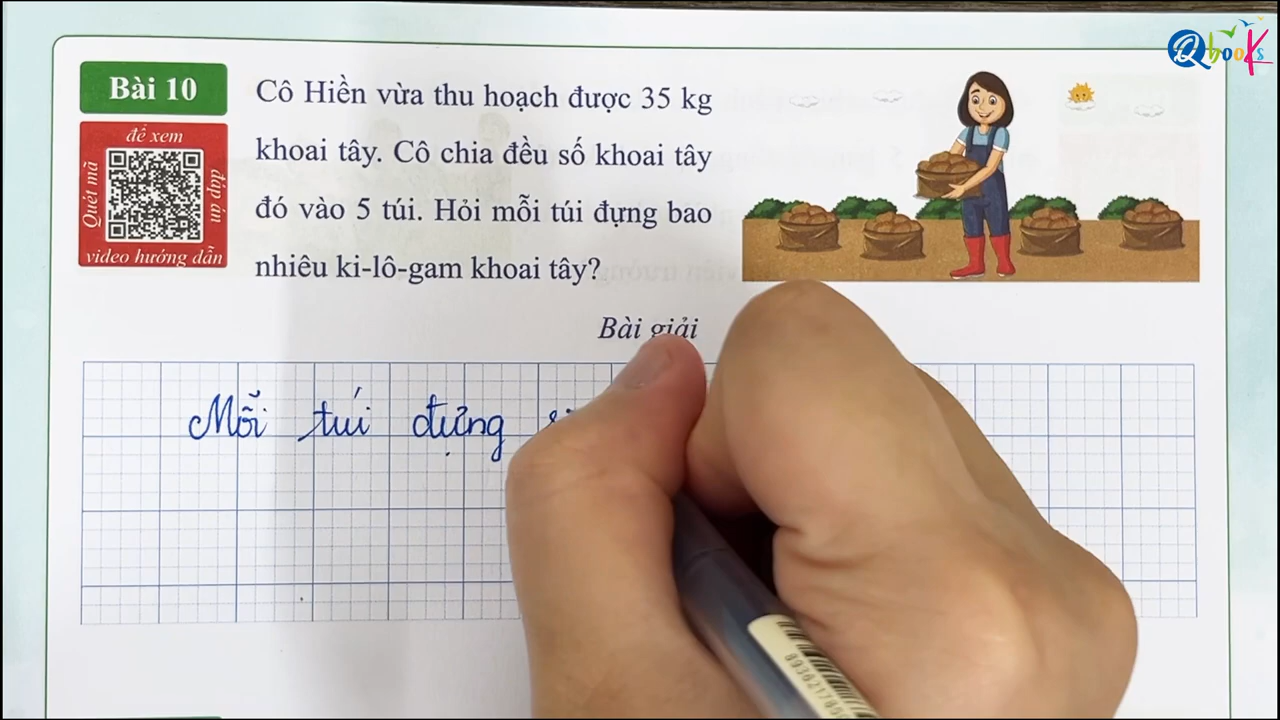 Qbooks
Bài 10
để xem
Quét mã
đáp án
video hướng dẫn
Cô Hiền vừa thu hoạch được 35 kg
khoai tây. Cô chia đều số khoai tây
đó vào 5 túi. Hỏi mỗi túi đựng bao
nhiêu ki-lô-gam khoai tây?
Bài giải
Mỗi túi đựng